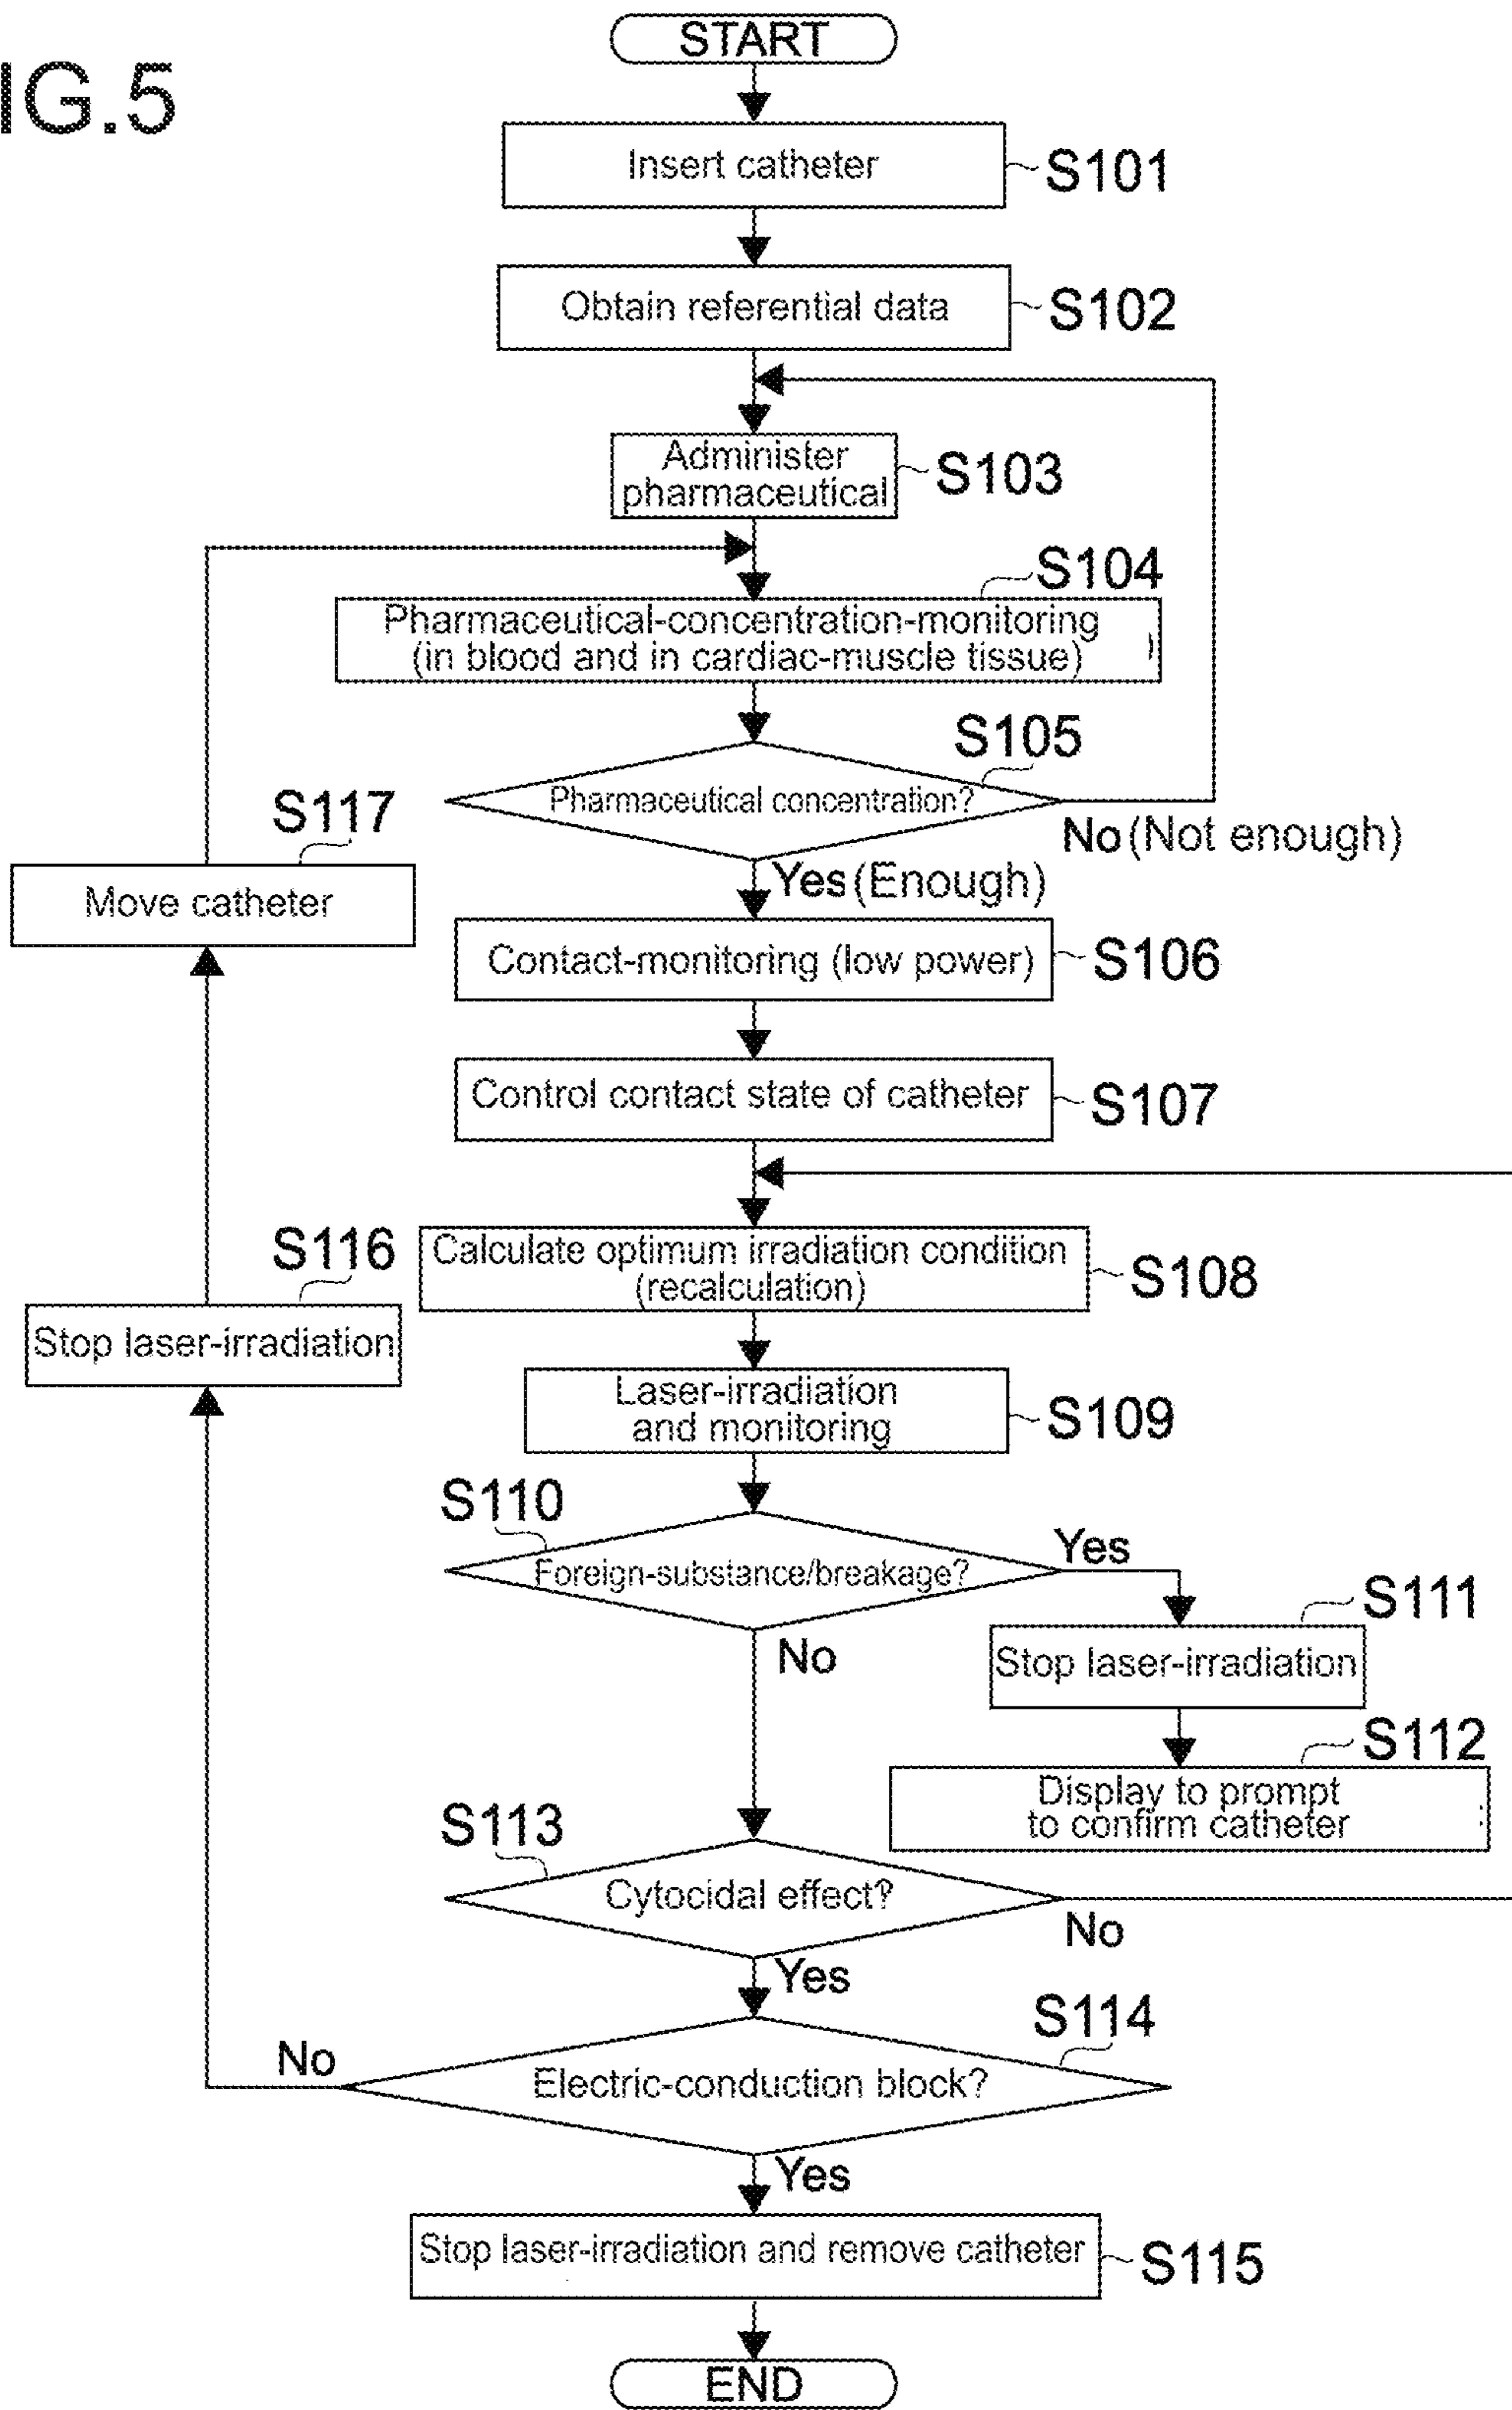 IG.5
START
Insert catheter
S101
Obtain referential data
S102
Administer
pharmaceutical
S103
S104
Pharmaceutical-concentration-monitoring
(in blood and in cardiac-muscle tissue)
S105
Pharmaceutical concentration?
No (Not enough)
Yes (Enough)
S117
Move catheter
Contact-monitoring (low power)
S106
Control contact state of catheter
S107
S116
Stop laser-irradiation
Calculate optimum irradiation condition
(recalculation)
S108
Laser-irradiation
and monitoring
S109
S110
Foreign-substance/breakage?
Yes
No
S111
Stop laser-irradiation
S112
Display to prompt
to confirm catheter
S113
Cytocidal effect?
No
Yes
S114
No
Electric-conduction block?
Yes
Stop laser-irradiation and remove catheter
S115
END